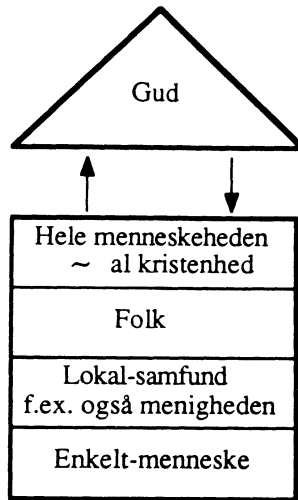 Gud
Hele menneskeheden
~ al kristenhed
Folk
Lokal-samfund
f.ex. også menigheden
Enkelt-menneske